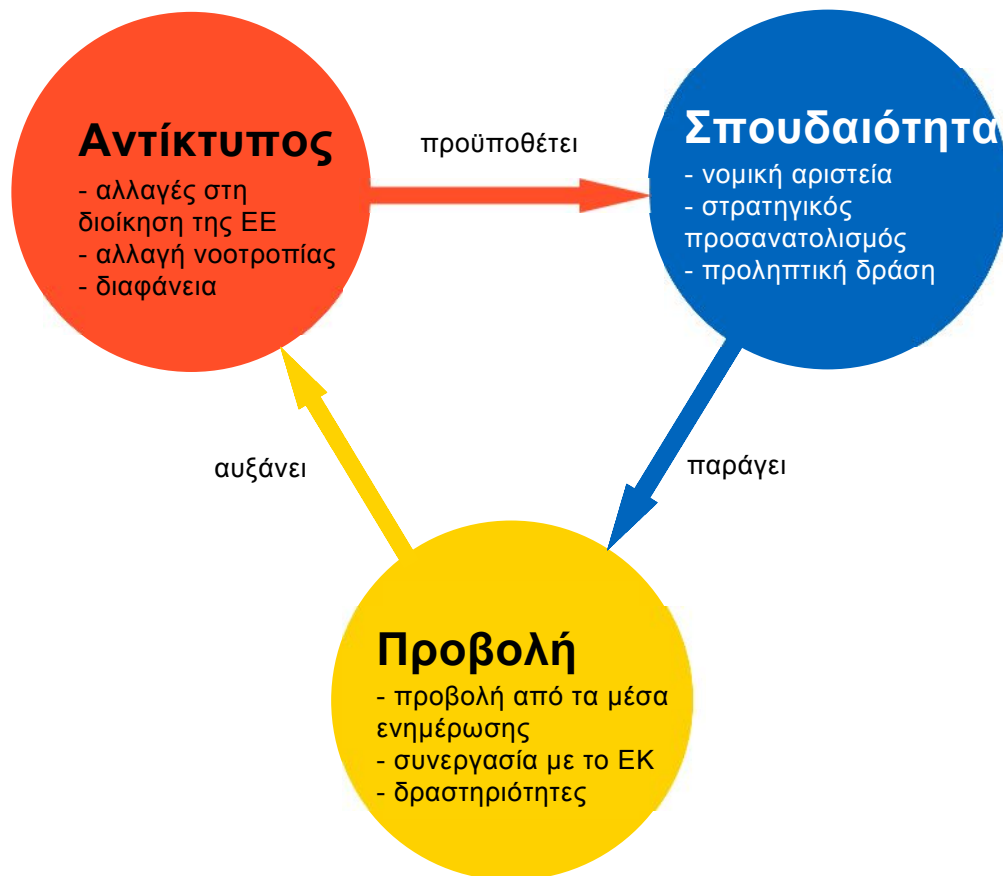 Αντίκτυπος
- αλλαγές στη
διοίκηση της ΕΕ
- αλλαγή νοοτροπίας
- διαφάνεια
προϋποθέτει
Σπουδαιότητα
- νομική αριστεία
- στρατηγικός
προσανατολισμός
- προληπτική δράση
αυξάνει
παράγει
Προβολή
- προβολή από τα μέσα
ενημέρωσης
- συνεργασία με το ΕΚ
- δραστηριότητες